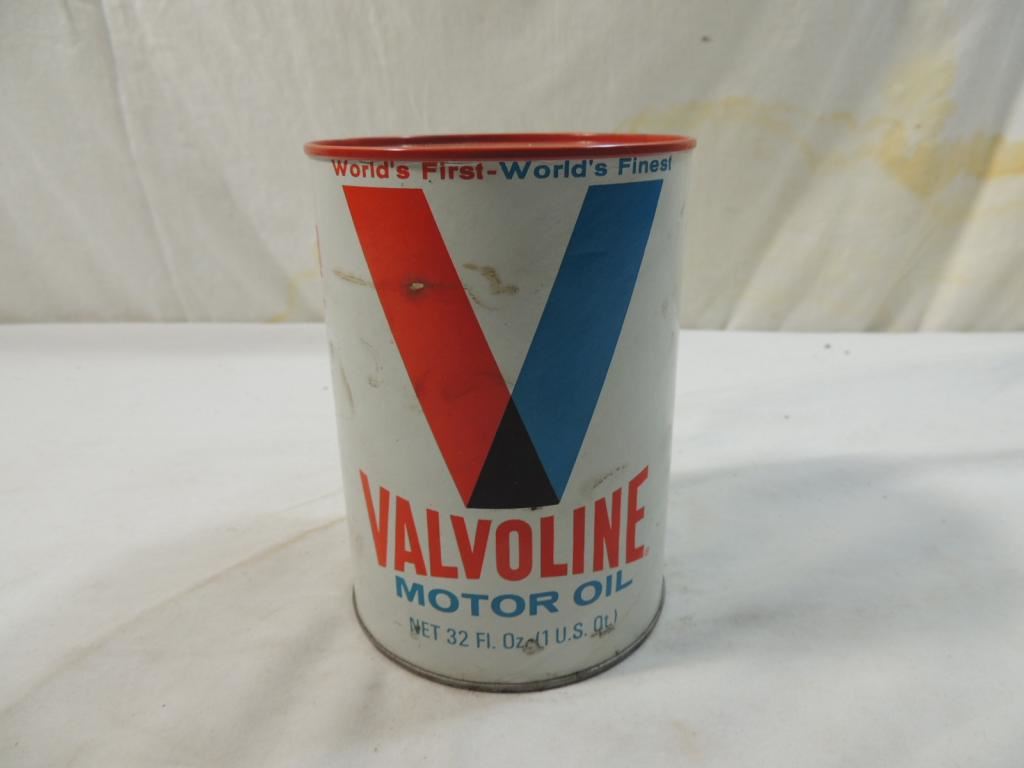 World's First-World's Finest
VALVOLINE
MOTOR OIL
NET 32 Fl. Oz. (1 U.S. Qt.)